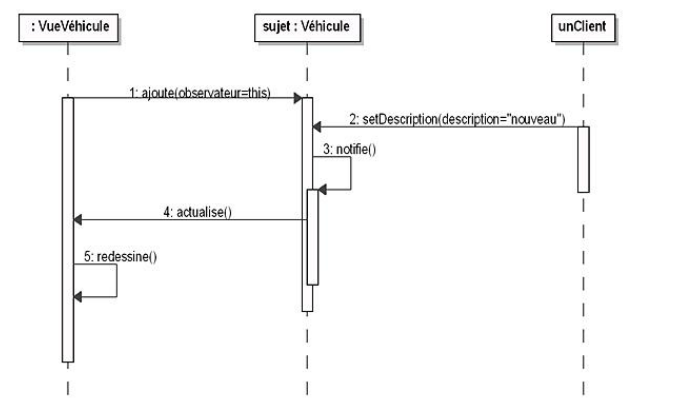 : VueVéhicule
sujet : Véhicule
unClient
1: ajoute(observateur=this)
2: setDescription(description="nouveau")
3: notifie()
4: actualise()
5: redessine()